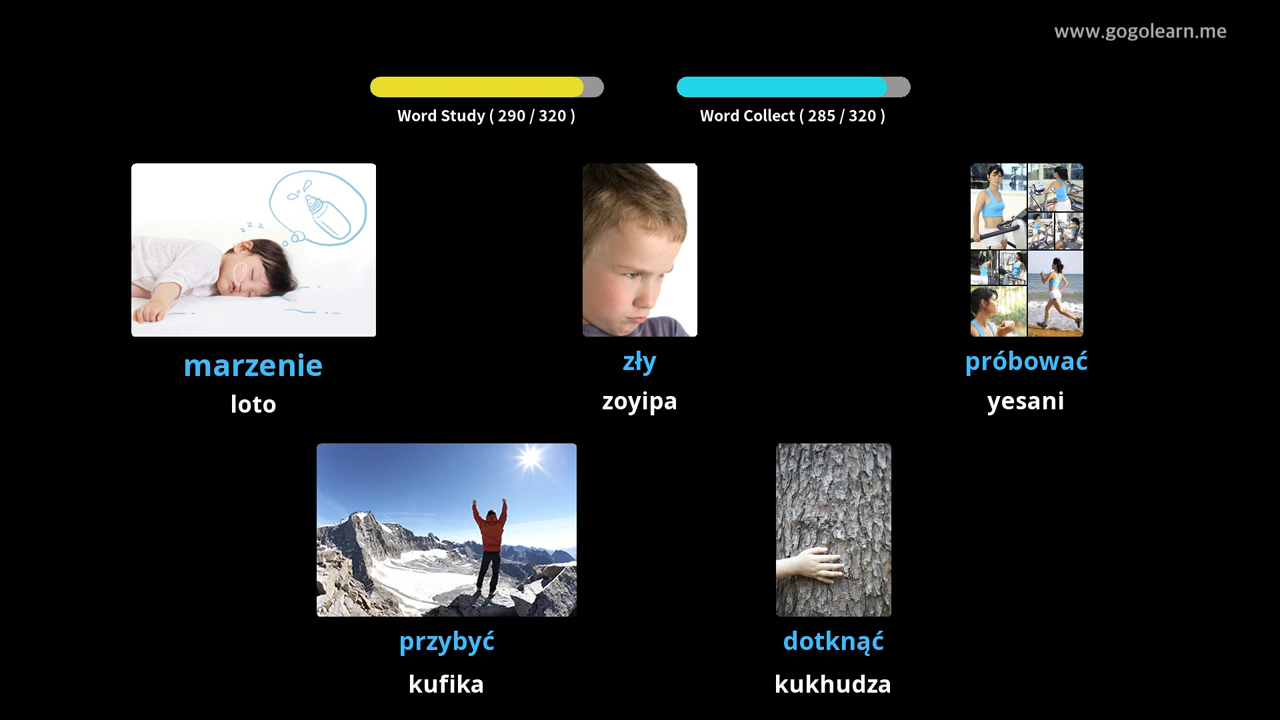 www.gogolearn.me
Word Study ( 290 / 320 )
Word Collect ( 285 / 320 )
z z z
marzenie
loto
zły
zoyipa
próbować
yesani
przybyć
kufika
dotknąć
kukhudza